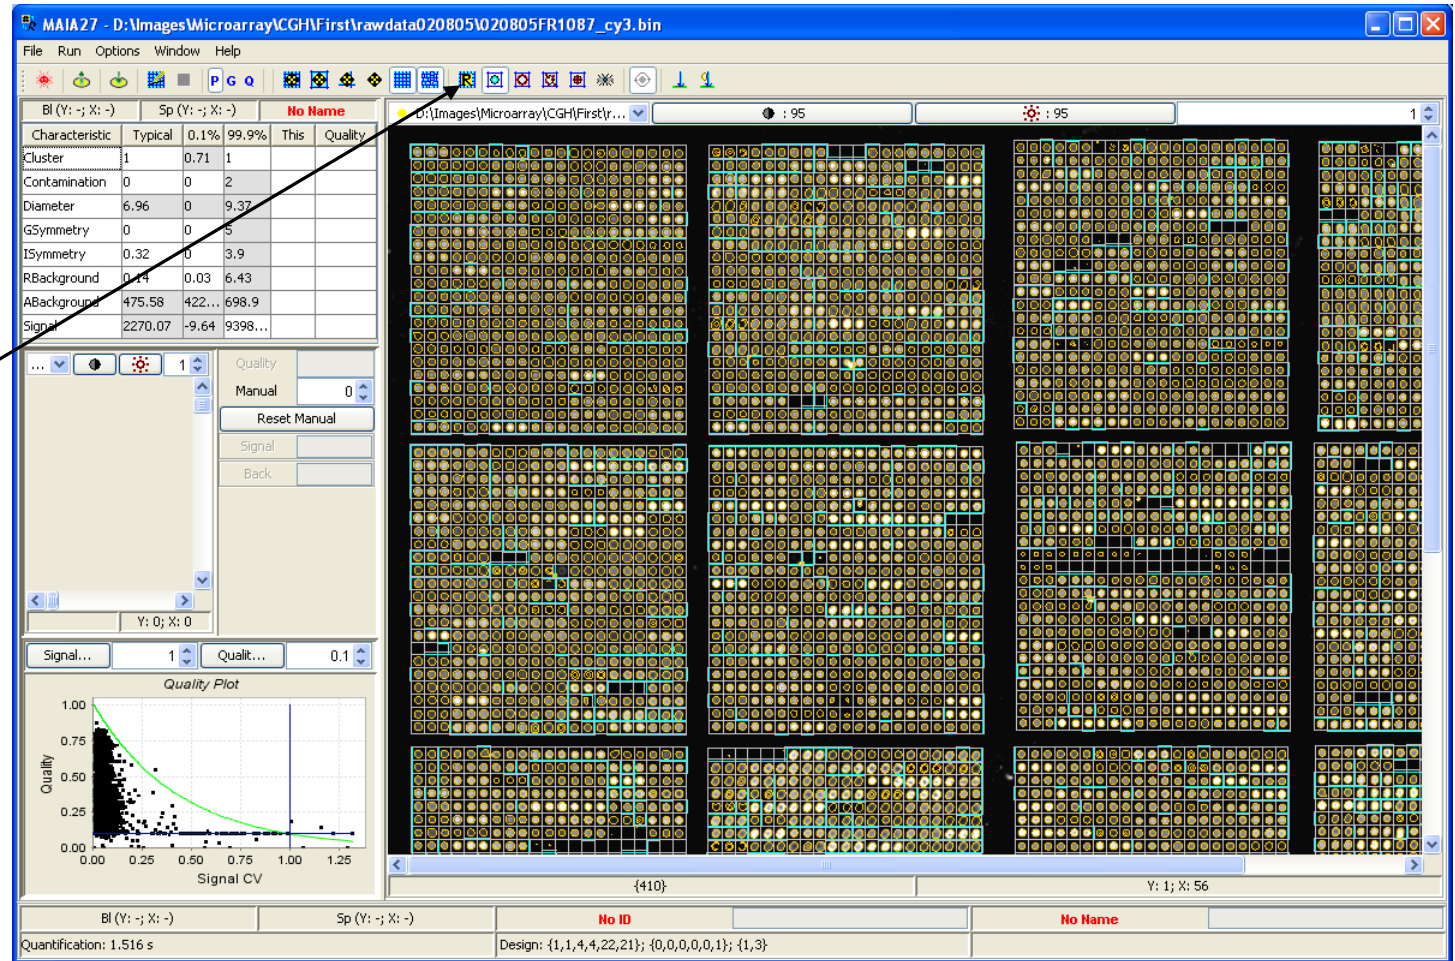 MAIA27 - D:\Images\Microarray\CGH\First\rawdata020805\020805FR1087_cy3.bin
File Run Options Window Help
P G Q R
Bl (Y: -; X: -) Sp (Y: -; X: -) No Name
D:\Images\Microarray\CGH\First\r... : 95 : 95 1
Characteristic Typical 0.1% 99.9% This Quality
Cluster 1 0.71 1
Contamination 0 0 2
Diameter 6.96 0 9.37
GSymmetry 0 0 5
ISymmetry 0.32 0 3.9
RBackground 0.14 0.03 6.43
ABackground 475.58 422... 698.9
Signal 2270.07 -9.64 9398...
... 1 Quality
Manual 0
Reset Manual
Signal
Back
Y: 0; X: 0
Signal... 1 Qualit... 0.1
Quality Plot
1.00
0.75
0.50
0.25
0.00
Quality
0.00 0.25 0.50 0.75 1.00 1.25
Signal CV
{410} Y: 1; X: 56
Bl (Y: -; X: -) Sp (Y: -; X: -) No ID No Name
Quantification: 1.516 s Design: {1,1,4,4,22,21}; {0,0,0,0,0,1}; {1,3}